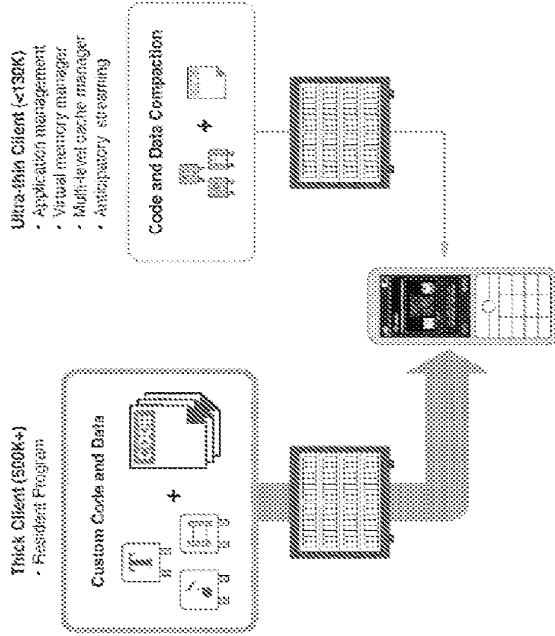 Thick Client (500K+)
· Resident Program
Custom Code and Data
T
+
Ultra-thin Client (<130K)
· Application management
· Virtual memory manager
· Multi-level cache manager
· Anticipatory streaming
Code and Data Compaction
+